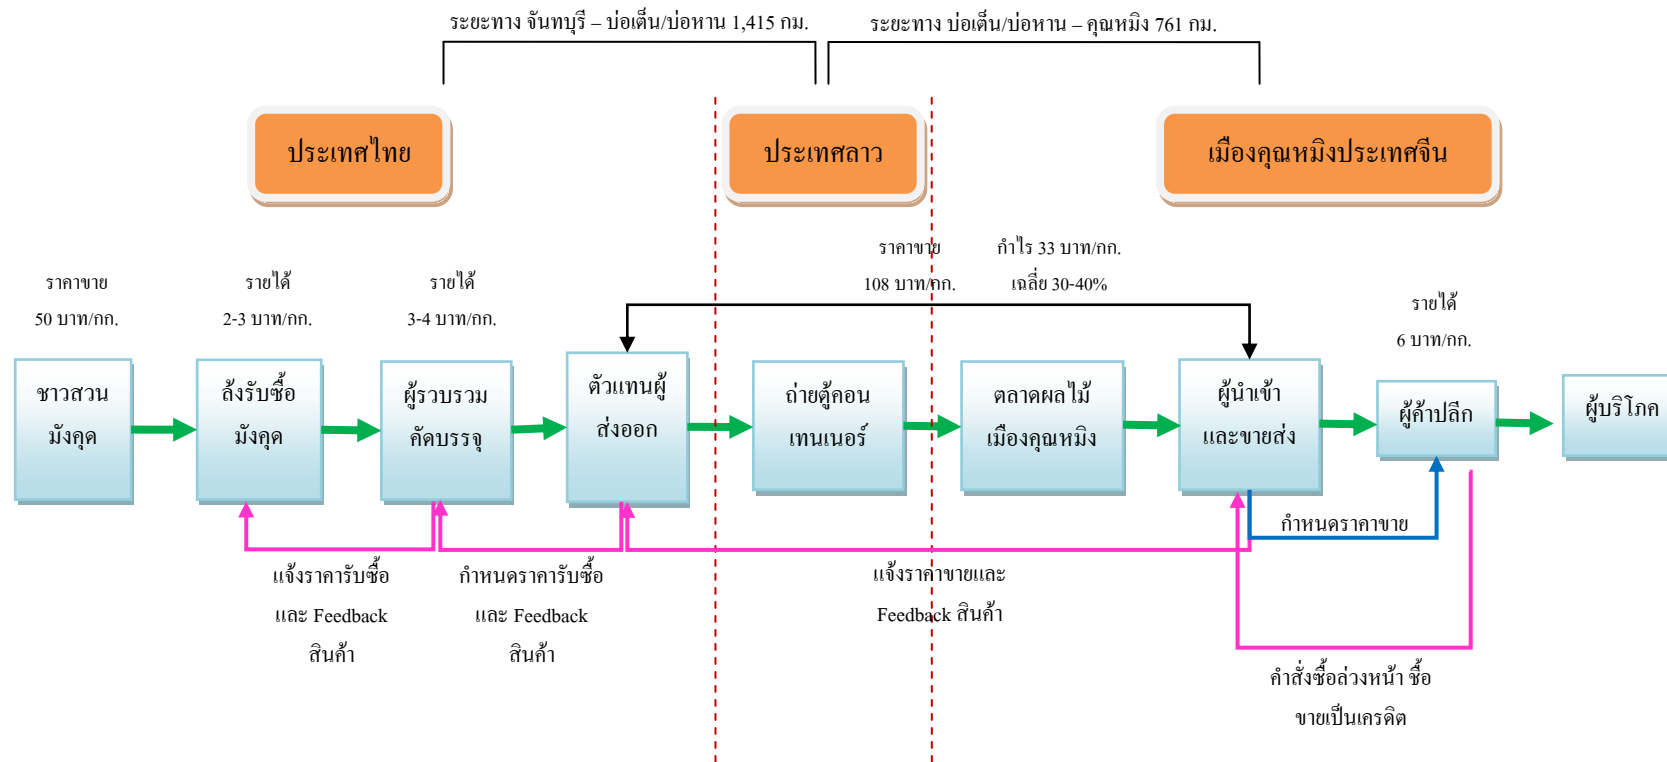 ระยะทาง จันทบุรี – บ่อเต็น/บ่อหาน 1,415 กม.
ระยะทาง บ่อเต็น/บ่อหาน – คุณหมิง 761 กม.
ประเทศไทย
ประเทศลาว
เมืองคุณหมิงประเทศจีน
ราคาขาย
50 บาท/กก.
รายได้
2-3 บาท/กก.
รายได้
3-4 บาท/กก.
ราคาขาย
108 บาท/กก.
กำไร 33 บาท/กก.
เฉลี่ย 30-40%
รายได้
6 บาท/กก.
ชาวสวน
มังคุด
ล้งรับซื้อ
มังคุด
ผู้รวบรวม
คัดบรรจุ
ตัวแทนผู้
ส่งออก
ถ่ายตู้คอน
เทนเนอร์
ตลาดผลไม้
เมืองคุณหมิง
ผู้นำเข้า
และขายส่ง
ผู้ค้าปลีก
ผู้บริโภค
กำหนดราคาขาย
แจ้งราคารับซื้อ
และ Feedback
สินค้า
กำหนดราคารับซื้อ
และ Feedback
สินค้า
แจ้งราคาขายและ
Feedback สินค้า
คำสั่งซื้อล่วงหน้า ซื้อ
ขายเป็นเครดิต